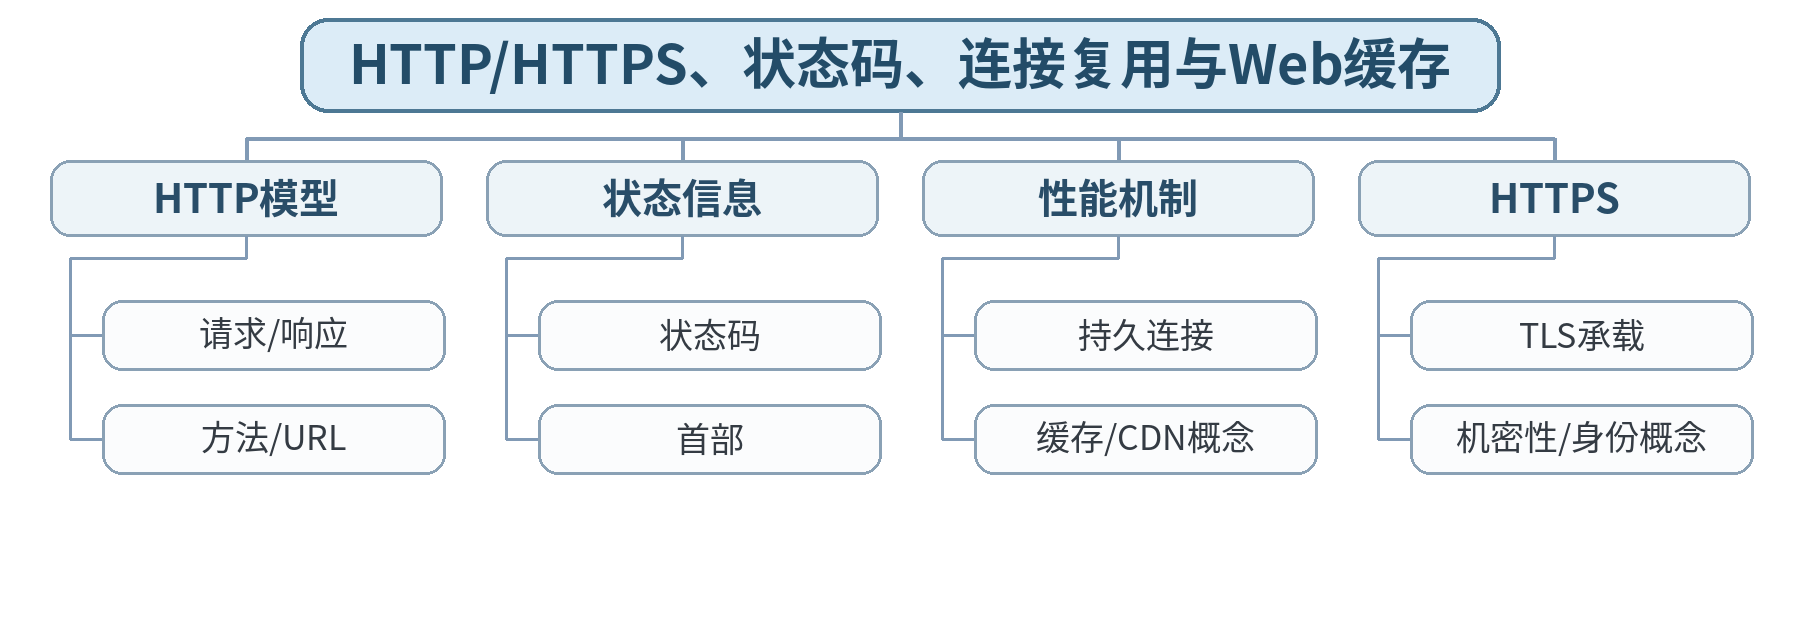 HTTP/HTTPS、状态码、连接复用与Web缓存
HTTP模型
状态信息
性能机制
HTTPS
请求/响应
状态码
持久连接
TLS承载
方法/URL
首部
缓存/CDN概念
机密性/身份概念